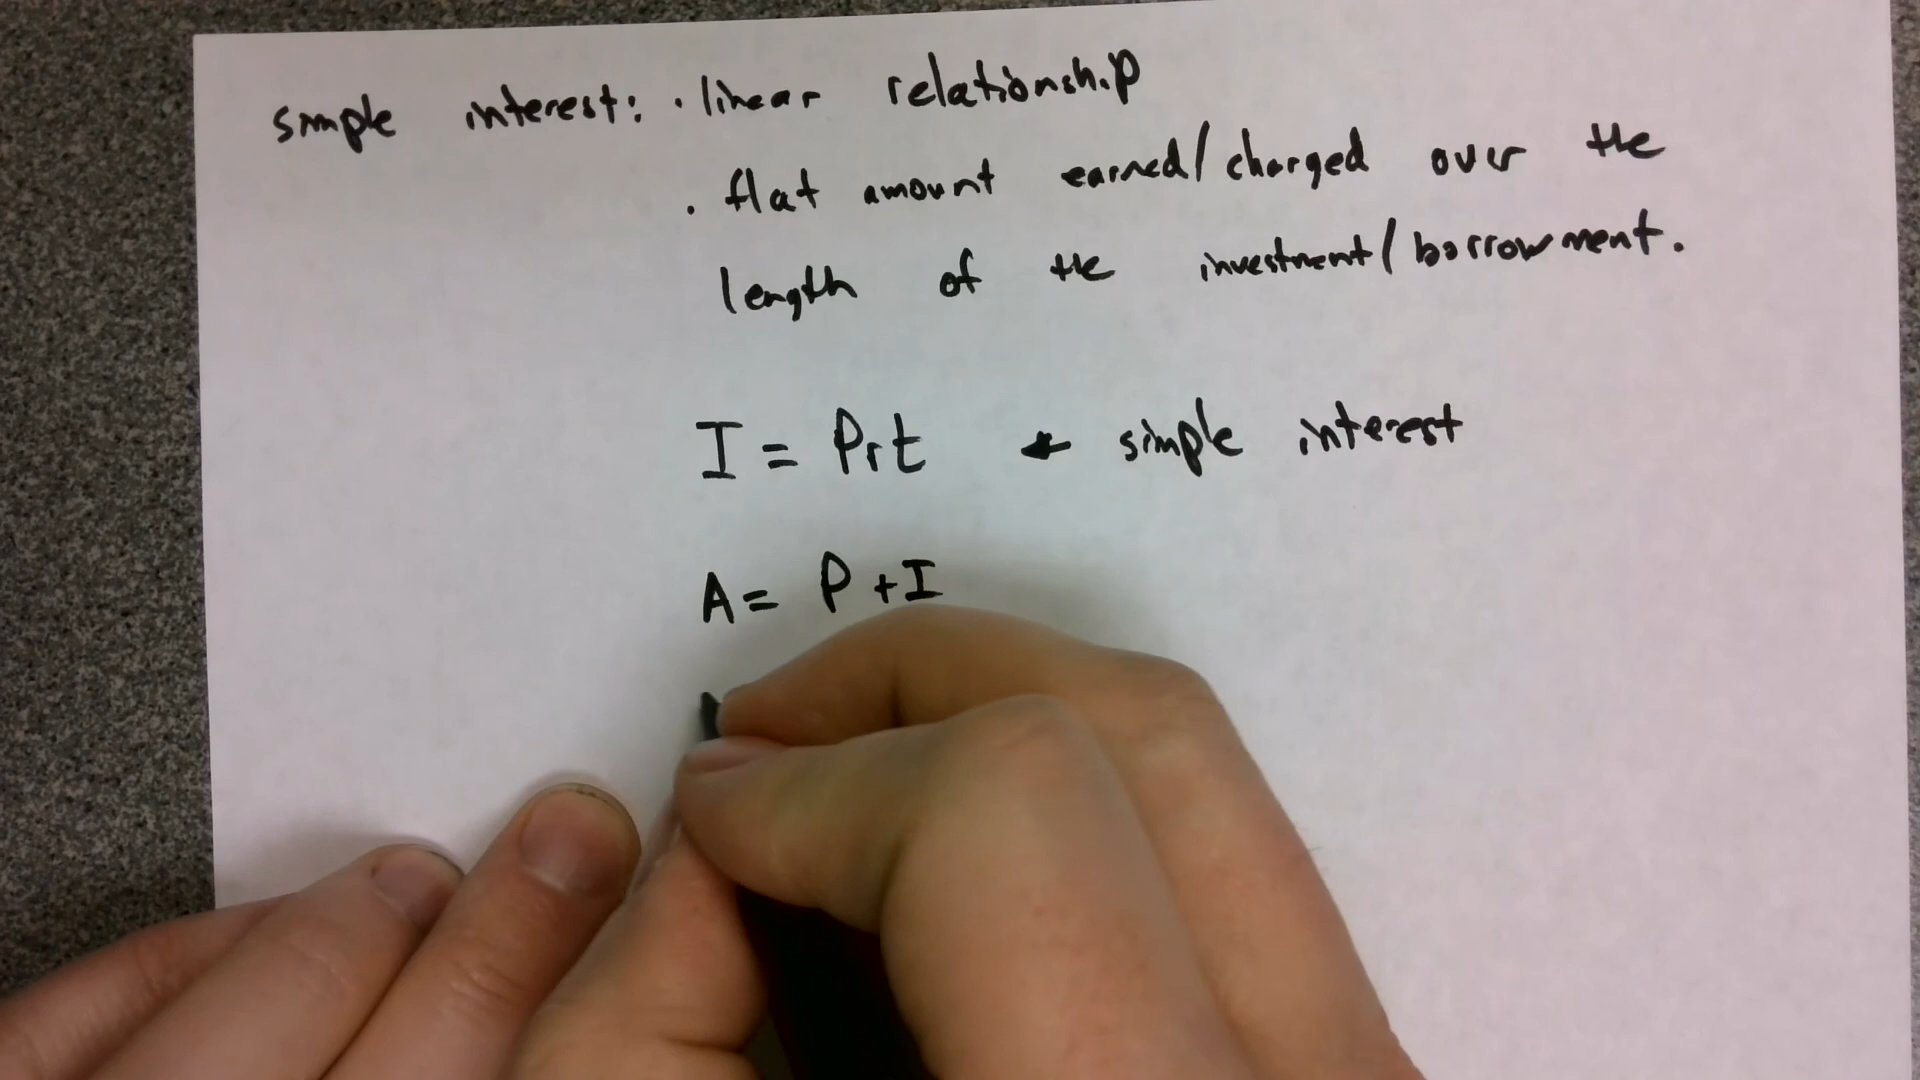 simple interest: . linear relationship
. flat amount earned/charged over the
length of the investment/borrowment.
I = Prt ← simple interest
A = P + I